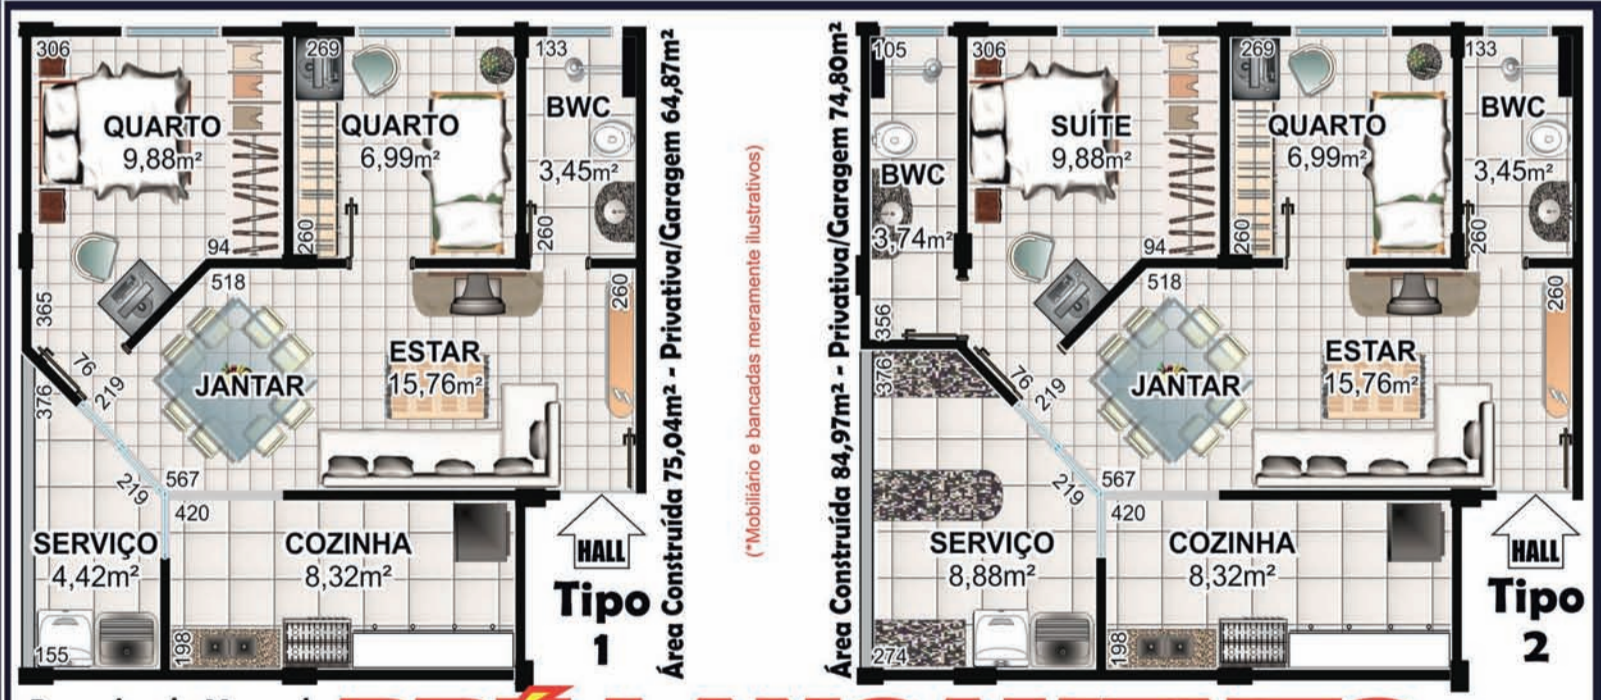 306
QUARTO
9,88m²
94
365
269
QUARTO
6,99m²
260
133
BWC
3,45m²
260
518
260
ESTAR
15,76m²
JANTAR
76
219
376
219
567
420
SERVIÇO
4,42m²
155
COZINHA
8,32m²
198
HALL
Tipo
1
Área Construída 75,04m² - Privativa/Garagem 64,87m²
(*Mobiliário e bancadas meramente ilustrativos)
Área Construída 84,97m² - Privativa/Garagem 74,80m²
105
BWC
3,74m²
356
306
SUÍTE
9,88m²
94
269
QUARTO
6,99m²
260
133
BWC
3,45m²
260
518
260
ESTAR
15,76m²
JANTAR
76
219
376
219
567
420
SERVIÇO
8,88m²
274
COZINHA
8,32m²
198
HALL
Tipo
2